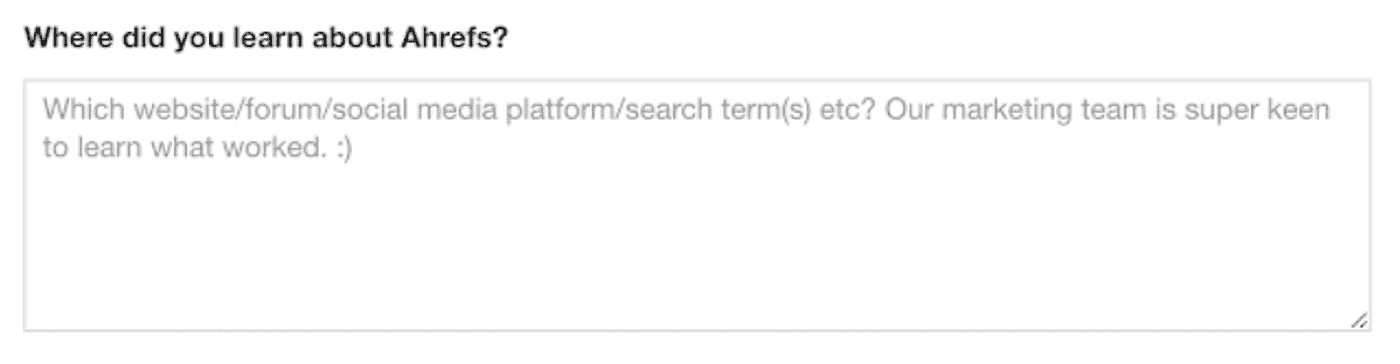 Where did you learn about Ahrefs?
Which website/forum/social media platform/search term(s) etc? Our marketing team is super keen
to learn what worked. :)